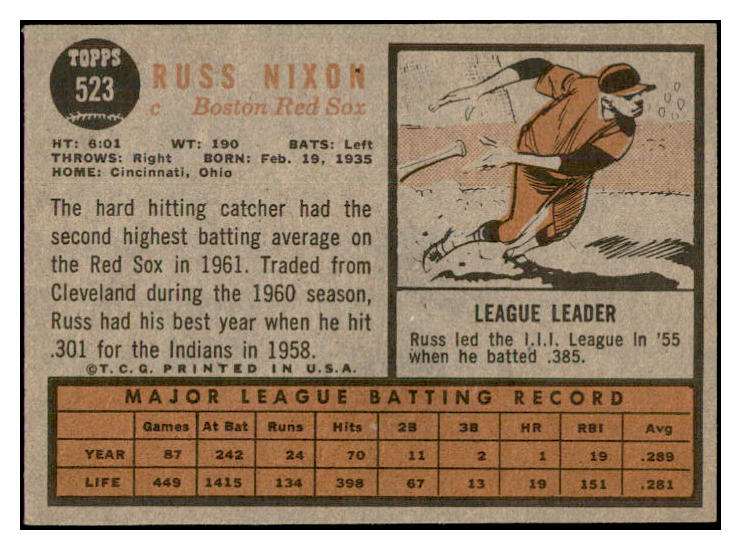 TOPPS
523
RUSS NIXON
c Boston Red Sox
HT: 6:01 WT: 190 BATS: Left
THROWS: Right BORN: Feb. 19, 1935
HOME: Cincinnati, Ohio
The hard hitting catcher had the
second highest batting average on
the Red Sox in 1961. Traded from
Cleveland during the 1960 season,
Russ had his best year when he hit
.301 for the Indians in 1958.
©T.C.G. PRINTED IN U.S.A.
LEAGUE LEADER
Russ led the I.I.I. League in '55
when he batted .385.
MAJOR LEAGUE BATTING RECORD
Games At Bat Runs Hits 2B 3B HR RBI Avg
YEAR 87 242 24 70 11 2 1 19 .289
LIFE 449 1415 134 398 67 13 19 151 .281